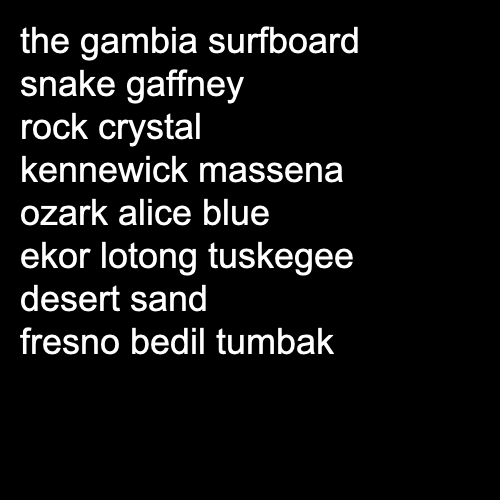 the gambia surfboard
snake gaffney
rock crystal
kennewick massena
ozark alice blue
ekor lotong tuskegee
desert sand
fresno bedil tumbak